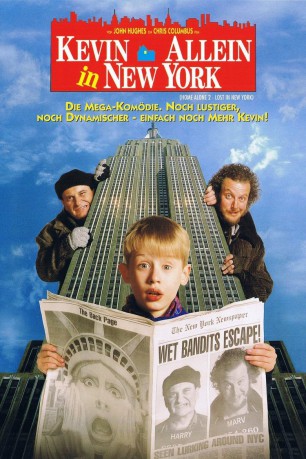 JOHN HUGHES CHRIS COLUMBUS
KEVIN ALLEIN
in NEW YORK
(HOME ALONE 2 LOST IN NEW YORK)
DIE MEGA-KOMÖDIE. NOCH LUSTIGER,
NOCH DYNAMISCHER - EINFACH NOCH MEHR KEVIN!
The Back Page
The New York Newspaper
WET BANDITS ESCAPE!
HARRY
MARV
SEEN LURKING AROUND NYC